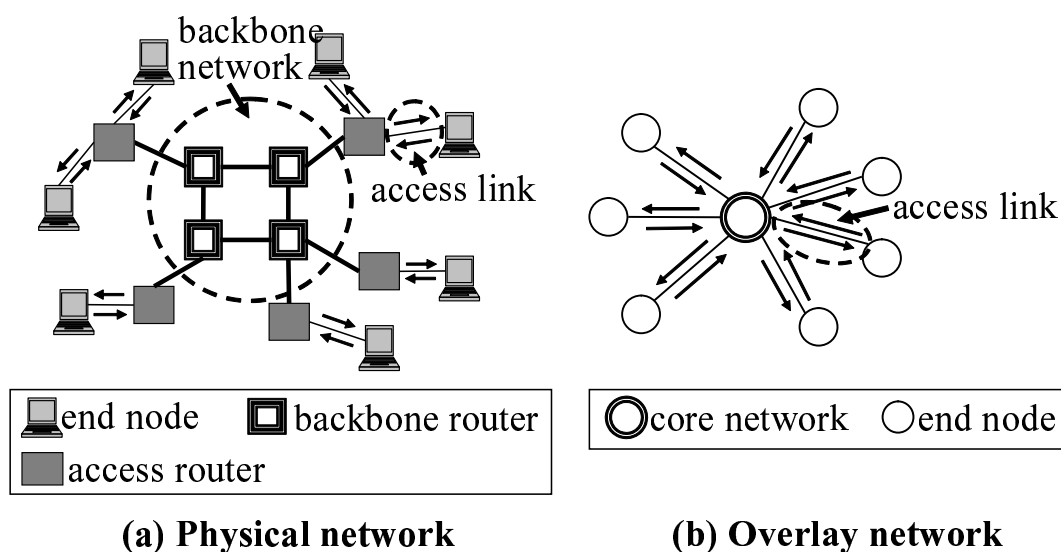 backbone
network
access link
end node
backbone router
access router
(a) Physical network
access link
core network
end node
(b) Overlay network